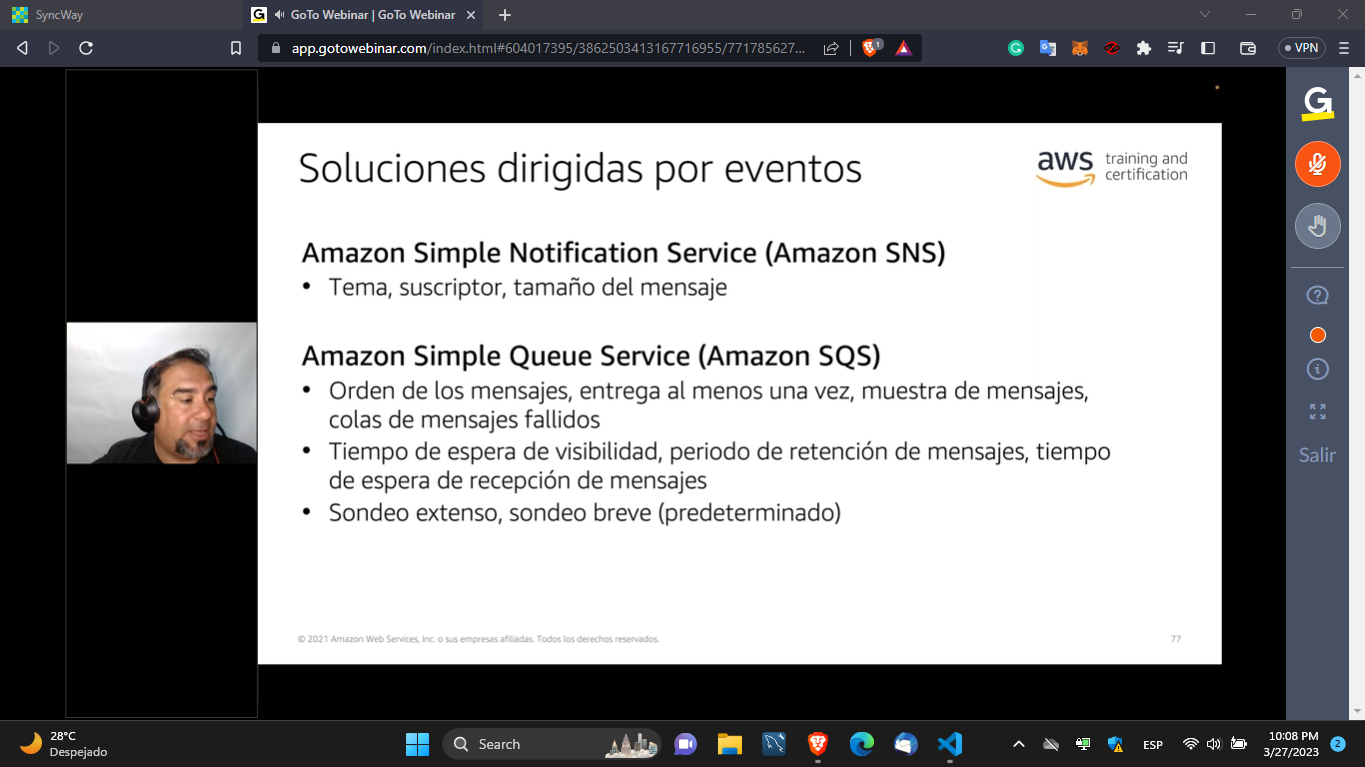 SyncWay
GoTo Webinar | GoTo Webinar
app.gotowebinar.com/index.html#604017395/3862503413167716955/771785627...
1
VPN
G
Soluciones dirigidas por eventos
aws training and
certification
Amazon Simple Notification Service (Amazon SNS)
• Tema, suscriptor, tamaño del mensaje
Amazon Simple Queue Service (Amazon SQS)
• Orden de los mensajes, entrega al menos una vez, muestra de mensajes,
colas de mensajes fallidos
• Tiempo de espera de visibilidad, periodo de retención de mensajes, tiempo
de espera de recepción de mensajes
• Sondeo extenso, sondeo breve (predeterminado)
© 2021 Amazon Web Services, Inc. o sus empresas afiliadas. Todos los derechos reservados.
77
Salir
28°C
Despejado
Search
ESP
10:08 PM
3/27/2023
2